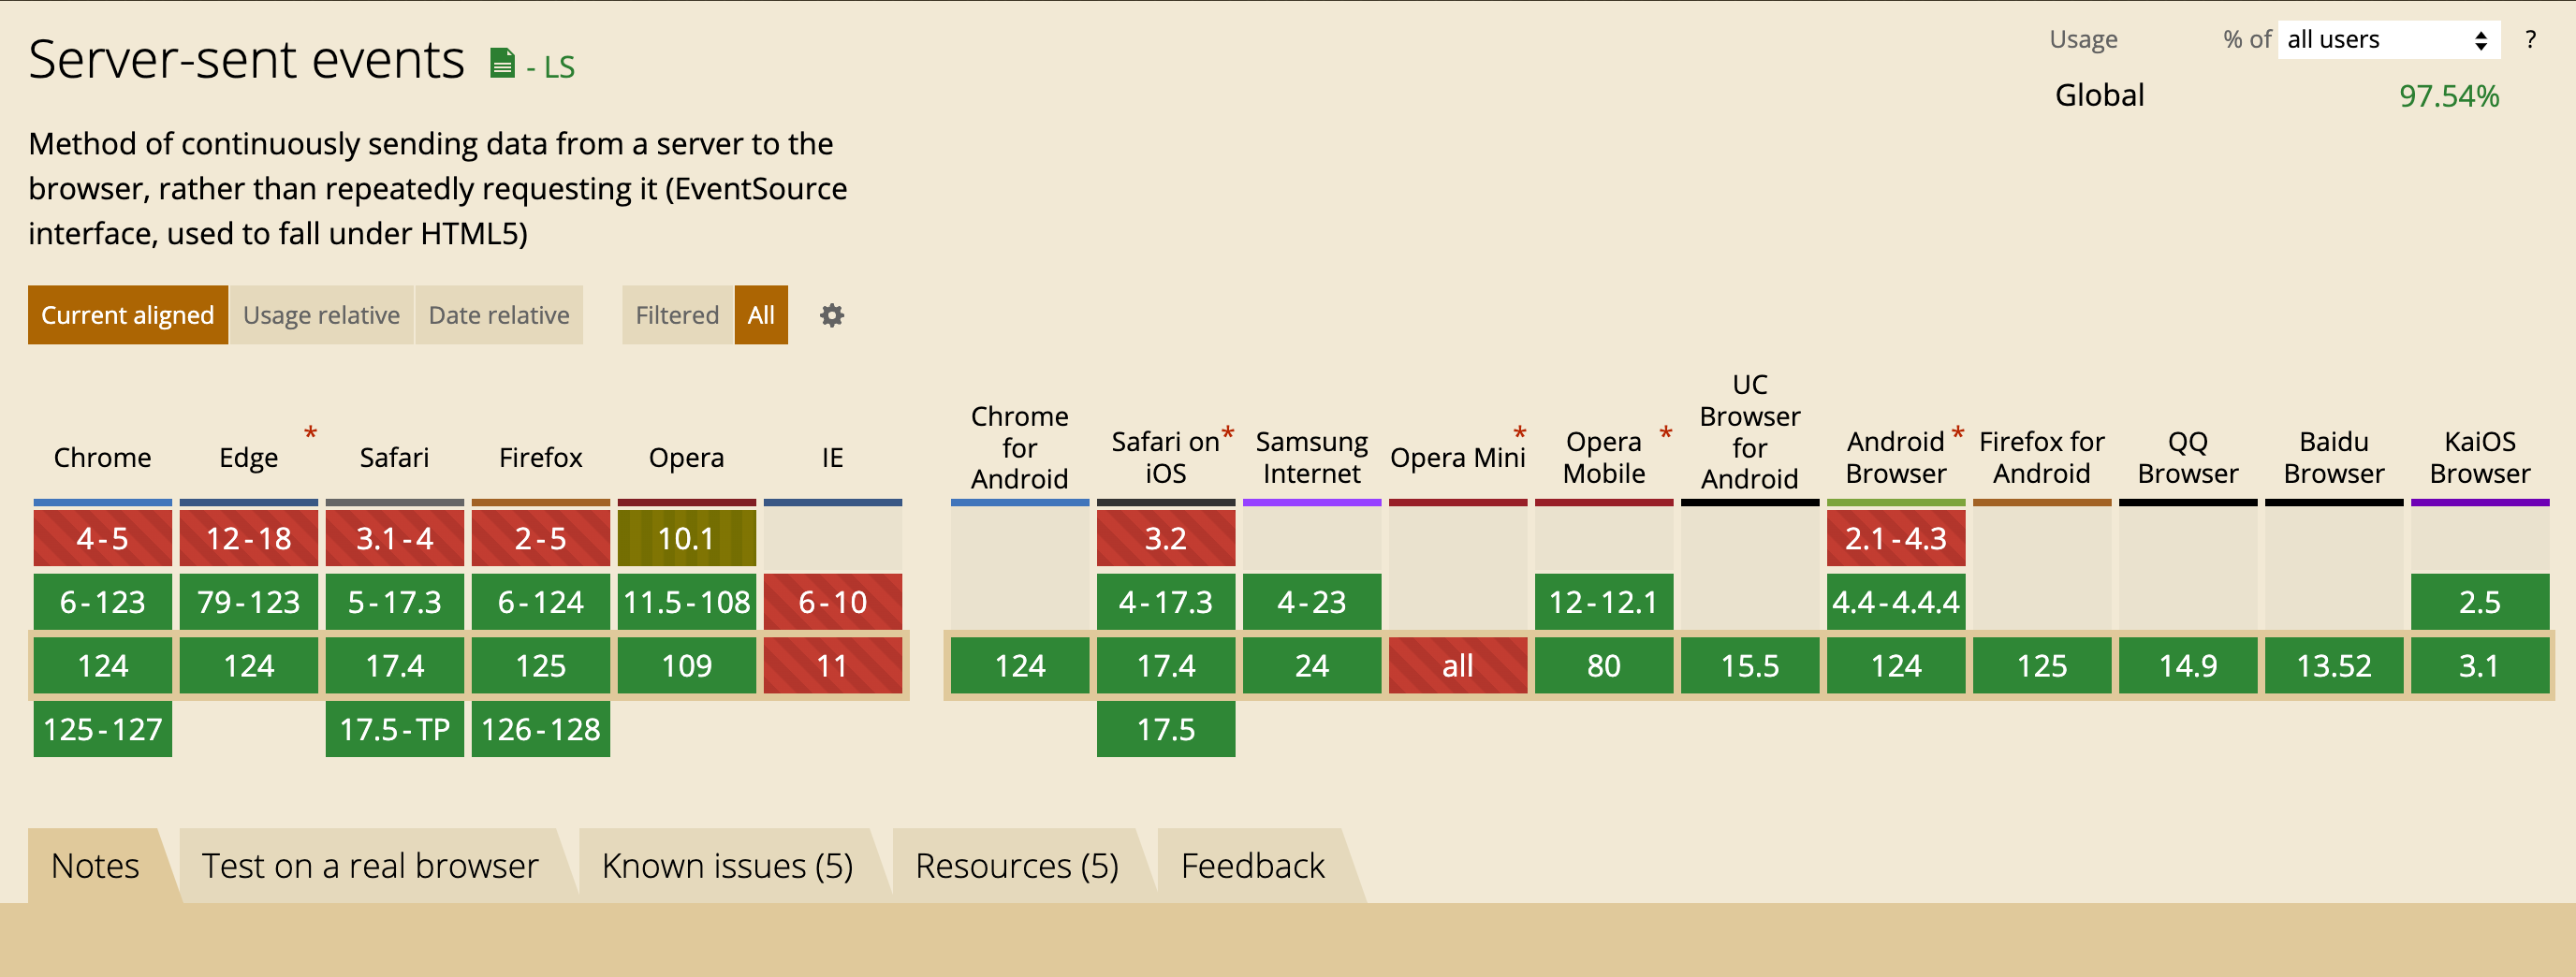 Server-sent events - LS
Usage % of all users ?
Global 97.54%
Method of continuously sending data from a server to the
browser, rather than repeatedly requesting it (EventSource
interface, used to fall under HTML5)
Current aligned Usage relative Date relative Filtered All
Chrome Edge * Safari Firefox Opera IE
Chrome for Android Safari on iOS * Samsung Internet Opera Mini * Opera Mobile * UC Browser for Android Android Browser * Firefox for Android QQ Browser Baidu Browser KaiOS Browser
4-5 12-18 3.1-4 2-5 10.1 3.2 2.1-4.3
6-123 79-123 5-17.3 6-124 11.5-108 6-10 4-17.3 4-23 12-12.1 4.4-4.4.4 2.5
124 124 17.4 125 109 11 124 17.4 24 all 80 15.5 124 125 14.9 13.52 3.1
125-127 17.5-TP 126-128 17.5
Notes Test on a real browser Known issues (5) Resources (5) Feedback